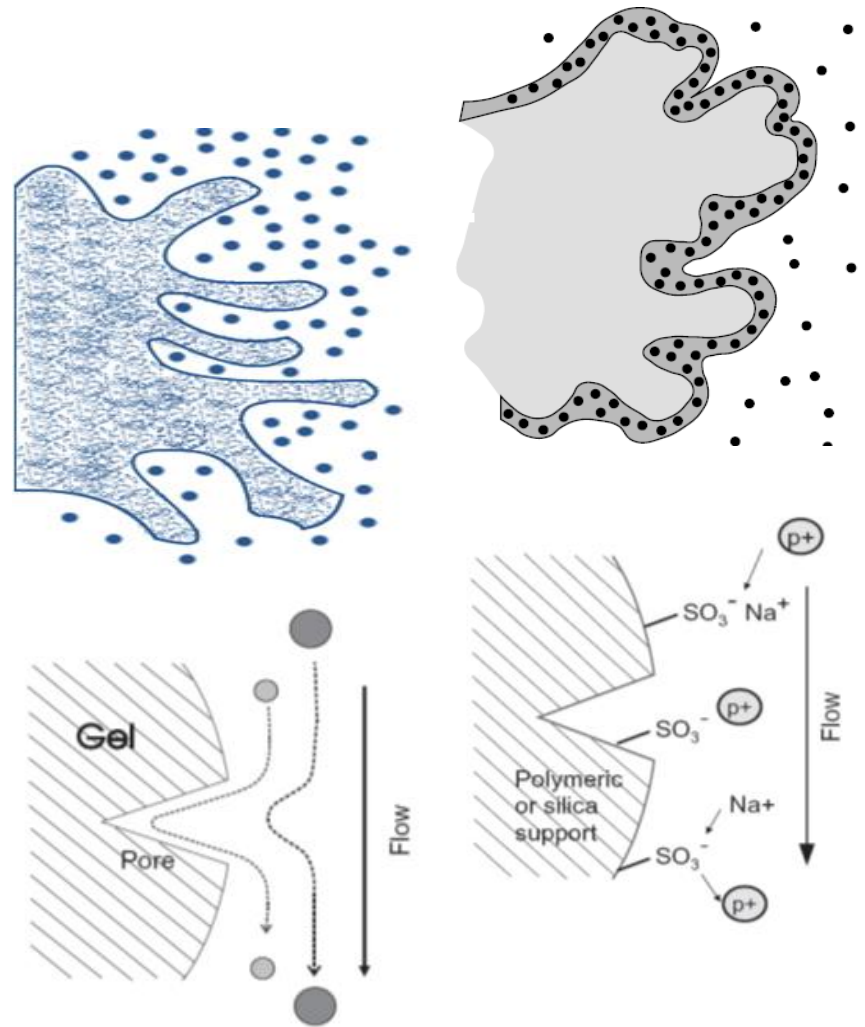 Gel
Pore
Flow
p+
SO₃⁻ Na⁺
SO₃⁻ p+
Polymeric
or silica
support
Na+
SO₃⁻
p+
Flow